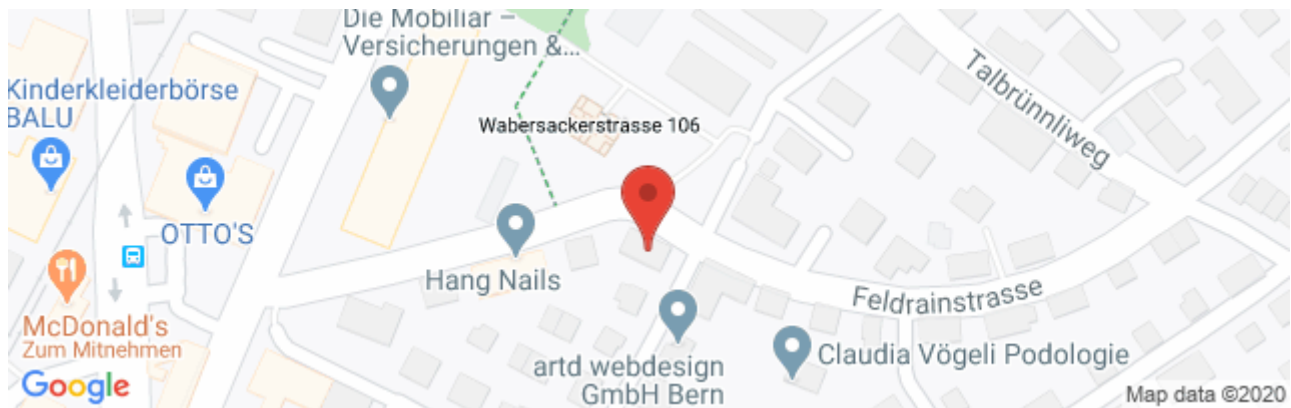 Die Mobiliar –
Versicherungen &...
Kinderkleiderbörse
BALU
Talbrünnliweg
Wabersackerstrasse 106
OTTO'S
Hang Nails
Feldrainstrasse
McDonald's
Zum Mitnehmen
artd webdesign
GmbH Bern
Claudia Vögeli Podologie
Google
Map data ©2020